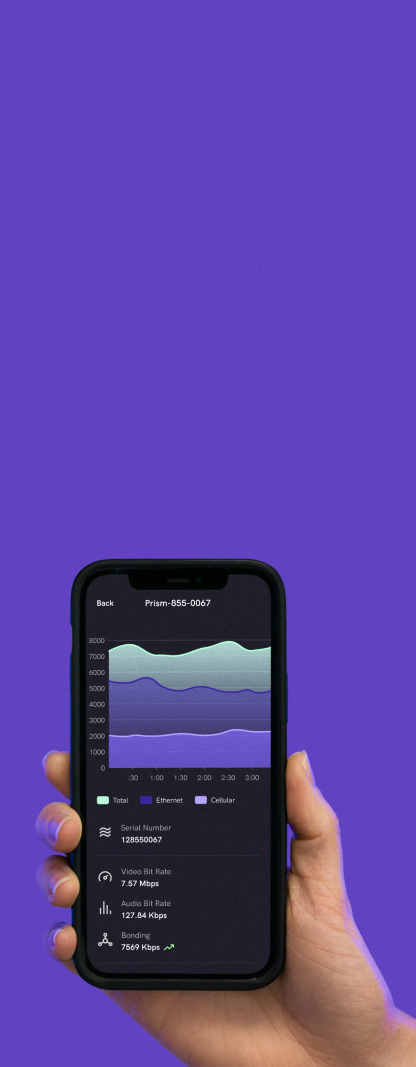 Back Prism-855-0067
8000
7000
6000
5000
4000
3000
2000
1000
0
:30 1:00 1:30 2:00 2:30 3:00
Total Ethernet Cellular
Serial Number
128550067
Video Bit Rate
7.57 Mbps
Audio Bit Rate
127.84 Kbps
Bonding
7569 Kbps